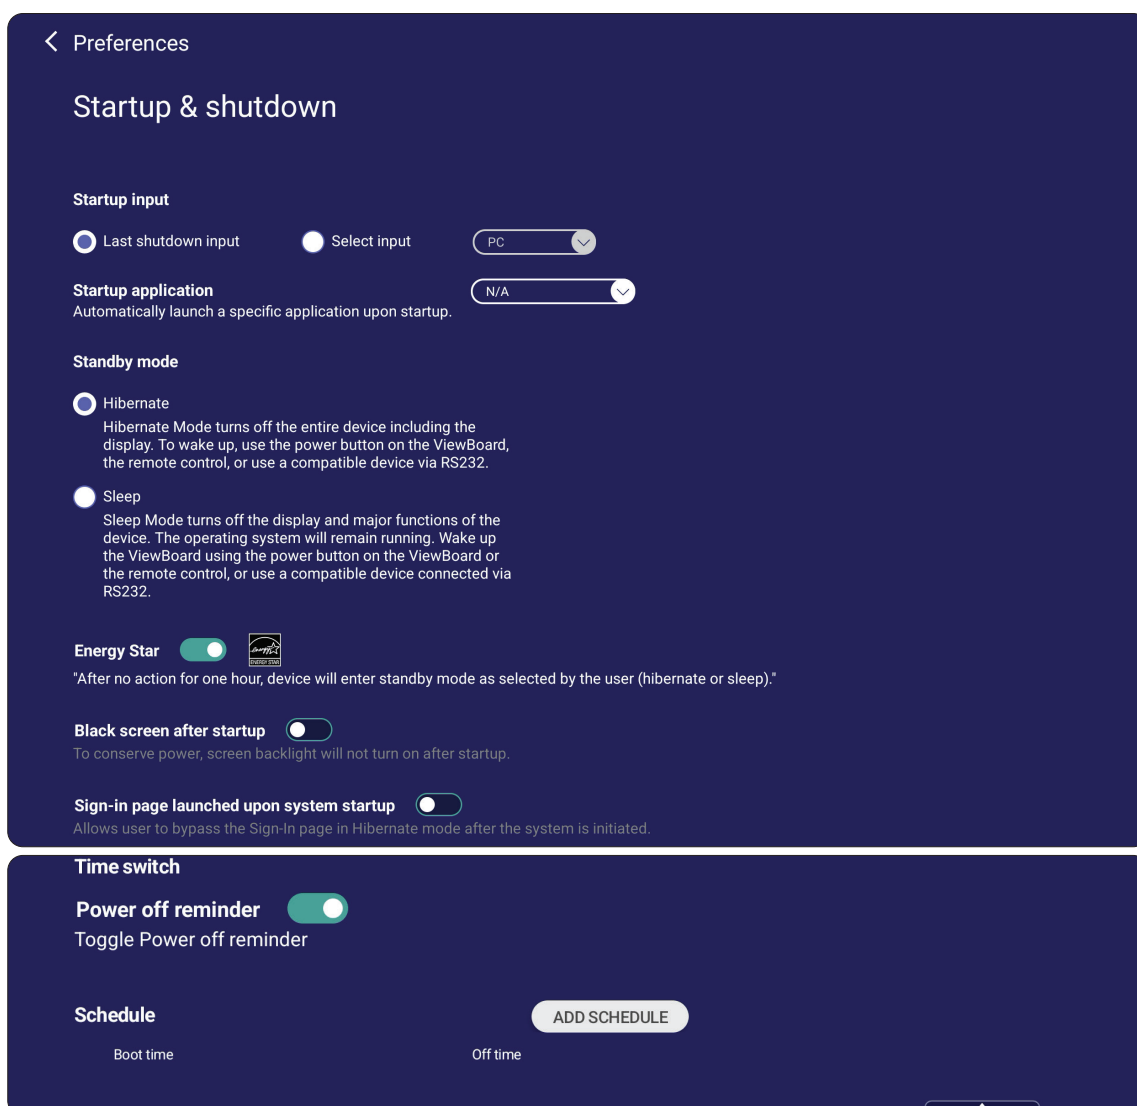 Preferences
Startup & shutdown
Startup input
Last shutdown input
Select input
PC
Startup application
N/A
Automatically launch a specific application upon startup.
Standby mode
Hibernate
Hibernate Mode turns off the entire device including the
display. To wake up, use the power button on the ViewBoard,
the remote control, or use a compatible device via RS232.
Sleep
Sleep Mode turns off the display and major functions of the
device. The operating system will remain running. Wake up
the ViewBoard using the power button on the ViewBoard or
the remote control, or use a compatible device connected via
RS232.
Energy Star
energy
ENERGY STAR
"After no action for one hour, device will enter standby mode as selected by the user (hibernate or sleep)."
Black screen after startup
To conserve power, screen backlight will not turn on after startup.
Sign-in page launched upon system startup
Allows user to bypass the Sign-In page in Hibernate mode after the system is initiated.
Time switch
Power off reminder
Toggle Power off reminder
Schedule
ADD SCHEDULE
Boot time
Off time